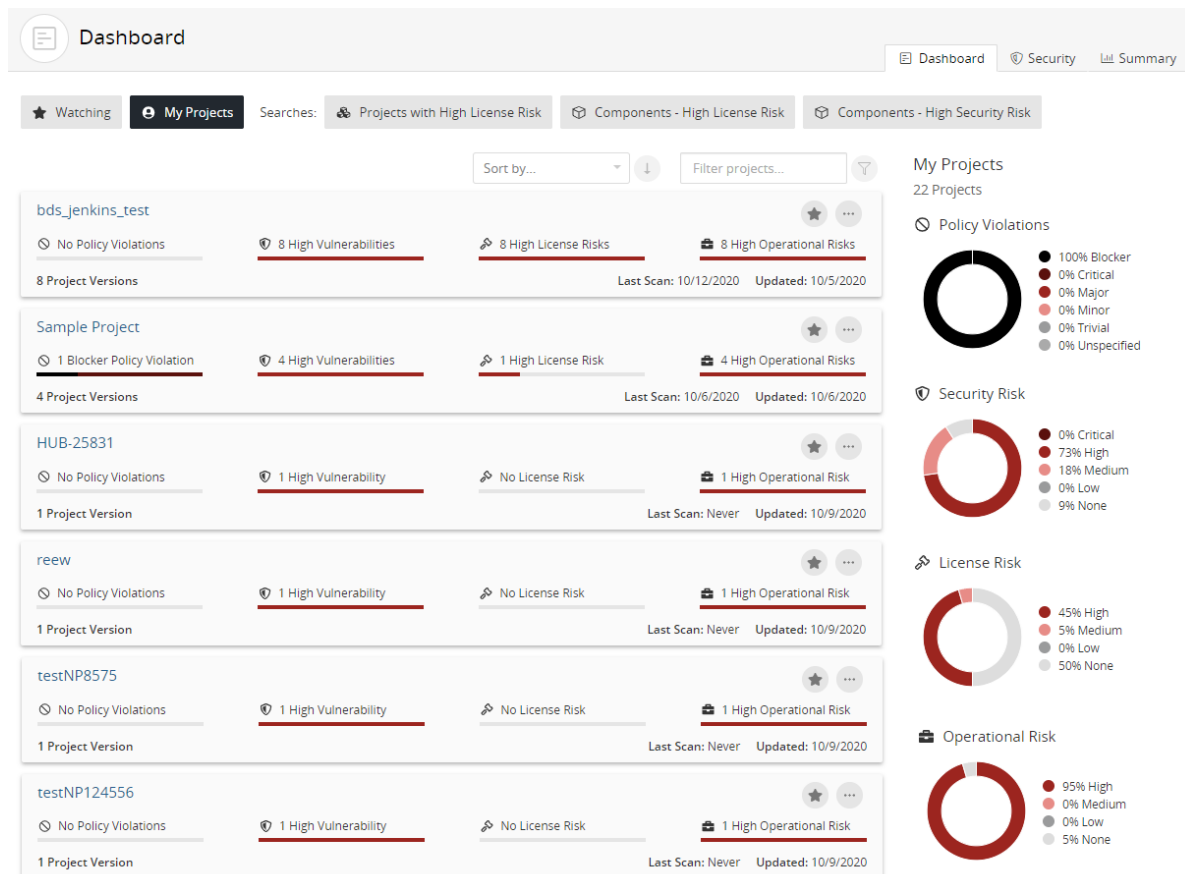 Dashboard
Dashboard Security Summary
Watching My Projects Searches: Projects with High License Risk Components - High License Risk Components - High Security Risk
Sort by... Filter projects...
bds_jenkins_test
No Policy Violations 8 High Vulnerabilities 8 High License Risks 8 High Operational Risks
8 Project Versions Last Scan: 10/12/2020 Updated: 10/5/2020
Sample Project
1 Blocker Policy Violation 4 High Vulnerabilities 1 High License Risk 4 High Operational Risks
4 Project Versions Last Scan: 10/6/2020 Updated: 10/6/2020
HUB-25831
No Policy Violations 1 High Vulnerability No License Risk 1 High Operational Risk
1 Project Version Last Scan: Never Updated: 10/9/2020
reew
No Policy Violations 1 High Vulnerability No License Risk 1 High Operational Risk
1 Project Version Last Scan: Never Updated: 10/9/2020
testNP8575
No Policy Violations 1 High Vulnerability No License Risk 1 High Operational Risk
1 Project Version Last Scan: Never Updated: 10/9/2020
testNP124556
No Policy Violations 1 High Vulnerability No License Risk 1 High Operational Risk
1 Project Version Last Scan: Never Updated: 10/9/2020
My Projects
22 Projects
Policy Violations
100% Blocker
0% Critical
0% Major
0% Minor
0% Trivial
0% Unspecified
Security Risk
0% Critical
73% High
18% Medium
0% Low
9% None
License Risk
45% High
5% Medium
0% Low
50% None
Operational Risk
95% High
0% Medium
0% Low
5% None